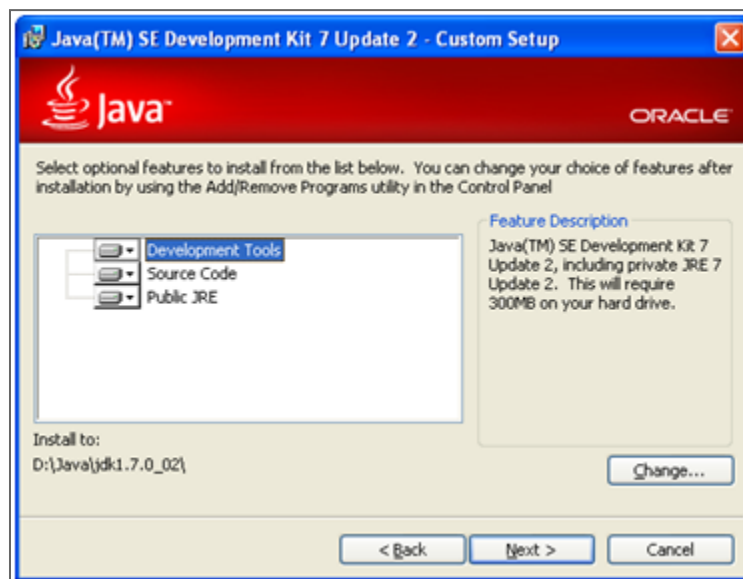 Java(TM) SE Development Kit 7 Update 2 - Custom Setup
Java™
ORACLE
Select optional features to install from the list below. You can change your choice of features after
installation by using the Add/Remove Programs utility in the Control Panel
Development Tools
Source Code
Public JRE
Feature Description
Java(TM) SE Development Kit 7
Update 2, including private JRE 7
Update 2. This will require
300MB on your hard drive.
Install to:
D:\Java\jdk1.7.0_02\
Change...
< Back
Next >
Cancel